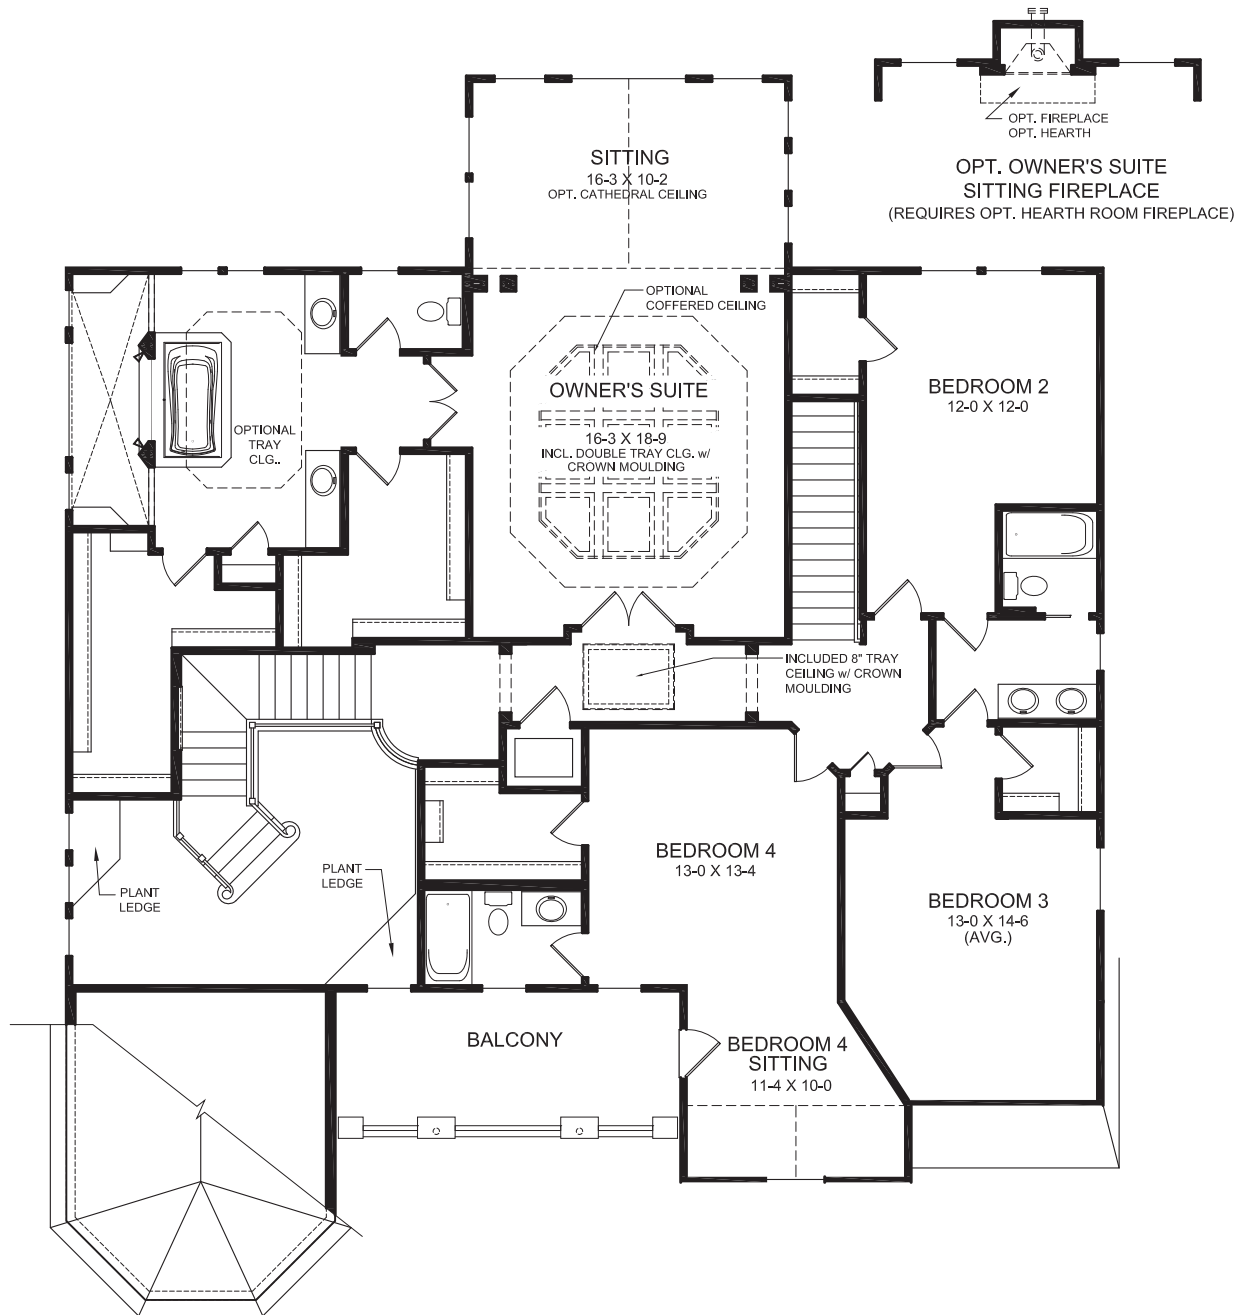 OPT. FIREPLACE
OPT. HEARTH
OPT. OWNER'S SUITE
SITTING FIREPLACE
(REQUIRES OPT. HEARTH ROOM FIREPLACE)
SITTING
16-3 X 10-2
OPT. CATHEDRAL CEILING
OPTIONAL
COFFERED CEILING
OWNER'S SUITE
16-3 X 18-9
INCL. DOUBLE TRAY CLG. w/
CROWN MOULDING
BEDROOM 2
12-0 X 12-0
OPTIONAL
TRAY
CLG..
INCLUDED 8" TRAY
CEILING w/ CROWN
MOULDING
PLANT
LEDGE
PLANT
LEDGE
BEDROOM 4
13-0 X 13-4
BEDROOM 3
13-0 X 14-6
(AVG.)
BALCONY
BEDROOM 4
SITTING
11-4 X 10-0